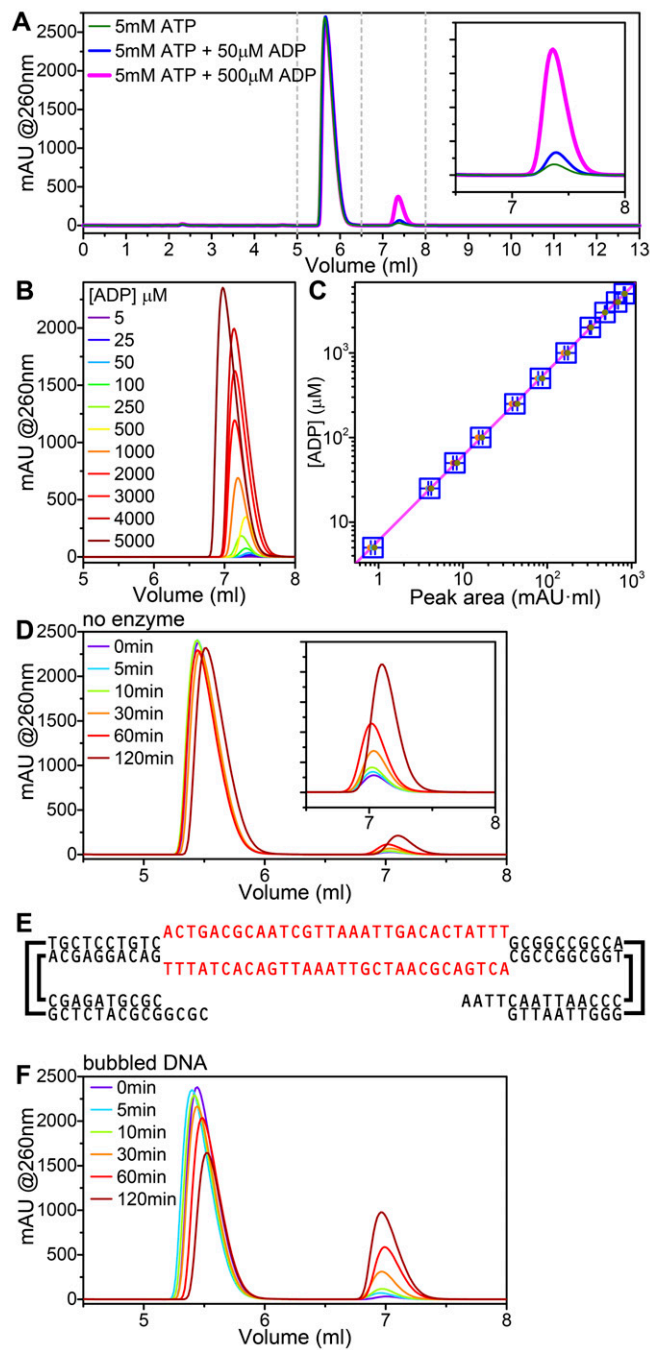 A
5mM ATP
5mM ATP + 50μM ADP
5mM ATP + 500μM ADP
mAU @260nm
2500
2000
1500
1000
500
0
7 8
0 1 2 3 4 5 6 7 8 9 10 11 12 13
Volume (ml)
B
[ADP] μM
5
25
50
100
250
500
1000
2000
3000
4000
5000
mAU @260nm
2000
1500
1000
500
0
5 6 7 8
Volume (ml)
C
[ADP] (μM)
10³
10²
10¹
1 10 10² 10³
Peak area (mAU·ml)
D
no enzyme
0min
5min
10min
30min
60min
120min
mAU @260nm
2500
2000
1500
1000
500
0
7 8
5 6 7 8
Volume (ml)
E
ACTGACGCAATCGTTAAATTGACACTATTT
TGCTCCTGTC GCGGCCGCCA
ACGAGGACAG CGCCGGCGGT
TTTATCACAGTTAAATTGCTAACGCAGTCA
CGAGATGCGC AATTCAATTAACCC
GCTCTACGCGGCGC GTTAATTGGG
F
bubbled DNA
0min
5min
10min
30min
60min
120min
mAU @260nm
2500
2000
1500
1000
500
0
5 6 7 8
Volume (ml)